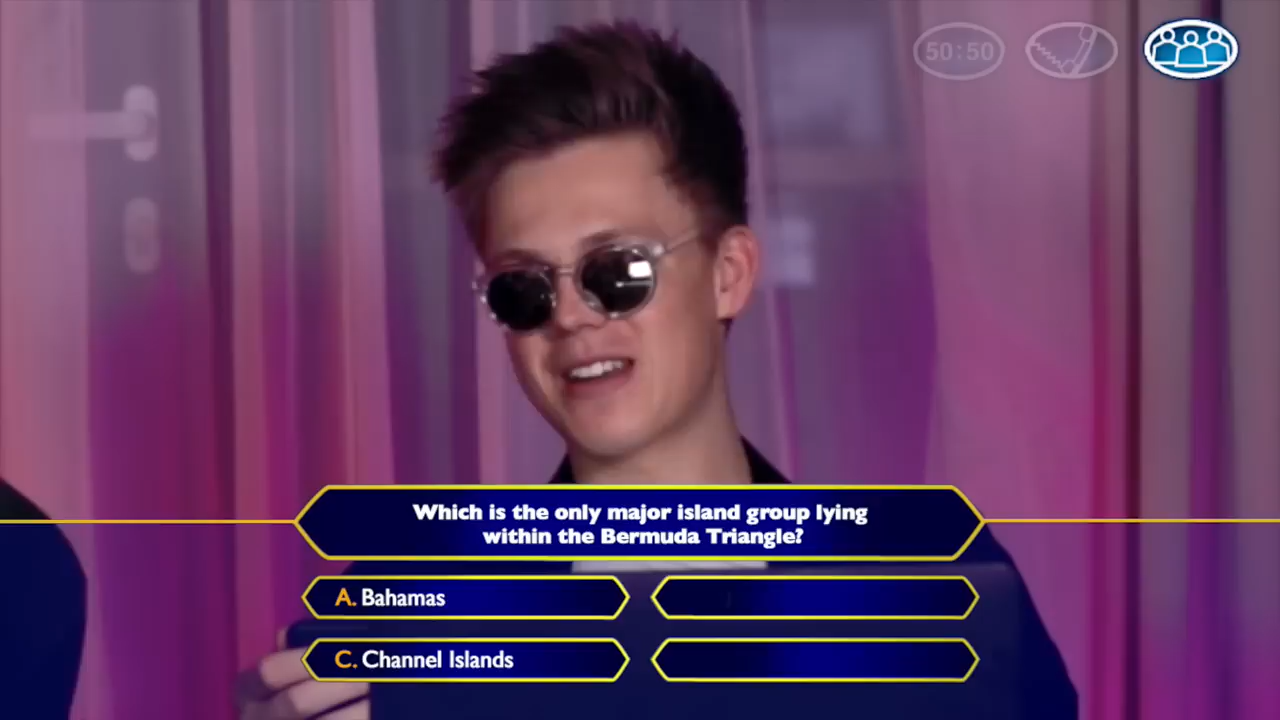 50:50
Which is the only major island group lying
within the Bermuda Triangle?
A. Bahamas
C. Channel Islands